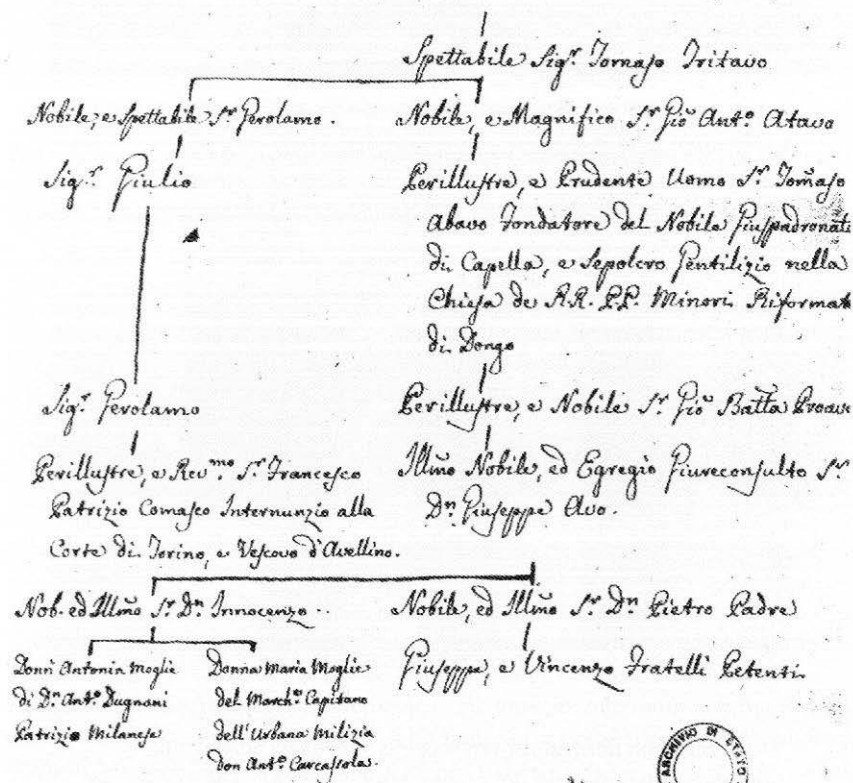 Spettabile Sig.r Tomaso Tritavo
Nobile, e Spettabile S.r Gerolamo.
Nobile, e Magnifico S.r Gio Ant.o Atavo
Sig.r Giulio
Perillustre, e Prudente Uomo S.r Tomaso
Abavo Fondatore del Nobile Giuspadronato
di Capella, e Sepolcro Gentilizio nella
Chiesa de RR. PP. Minori Riformati
di Dongo
Sig.r Gerolamo
Perillustre, e Nobile S.r Gio Batta Proavo
Perillustre, e Rev.mo S.r Francesco
Patrizio Comasco Internunzio alla
Corte di Torino, e Vescovo d'Avellino.
Illmo Nobile, ed Egregio Giureconsulto S.r
D.n Giuseppe Avo.
Nob. ed Illmo S.r D.n Innocenzo.
Nobile, ed Illmo S.r D.n Pietro Padre
Donn Antonia Moglie
di D.n Ant.o Dugnani
Patrizio Milanese
Donna Maria Moglie
del March.e Capitano
dell'Urbana Milizia
don Ant.o Carcassola.
Giuseppe, e Vincenzo Fratelli Petenti.
ARCHIVIO DI STATO